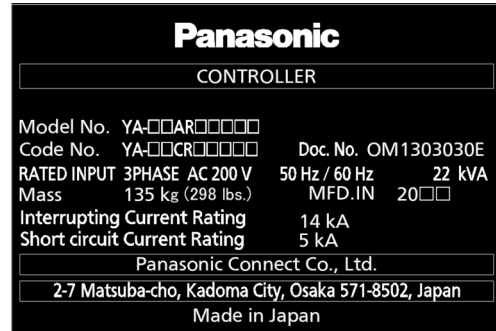 Panasonic
CONTROLLER
Model No. YA-□□AR□□□□□
Code No. YA-□□CR□□□□□ Doc. No. OM1303030E
RATED INPUT 3PHASE AC 200 V 50 Hz / 60 Hz 22 kVA
Mass 135 kg (298 lbs.) MFD.IN 20□□
Interrupting Current Rating 14 kA
Short circuit Current Rating 5 kA
Panasonic Connect Co., Ltd.
2-7 Matsuba-cho, Kadoma City, Osaka 571-8502, Japan
Made in Japan